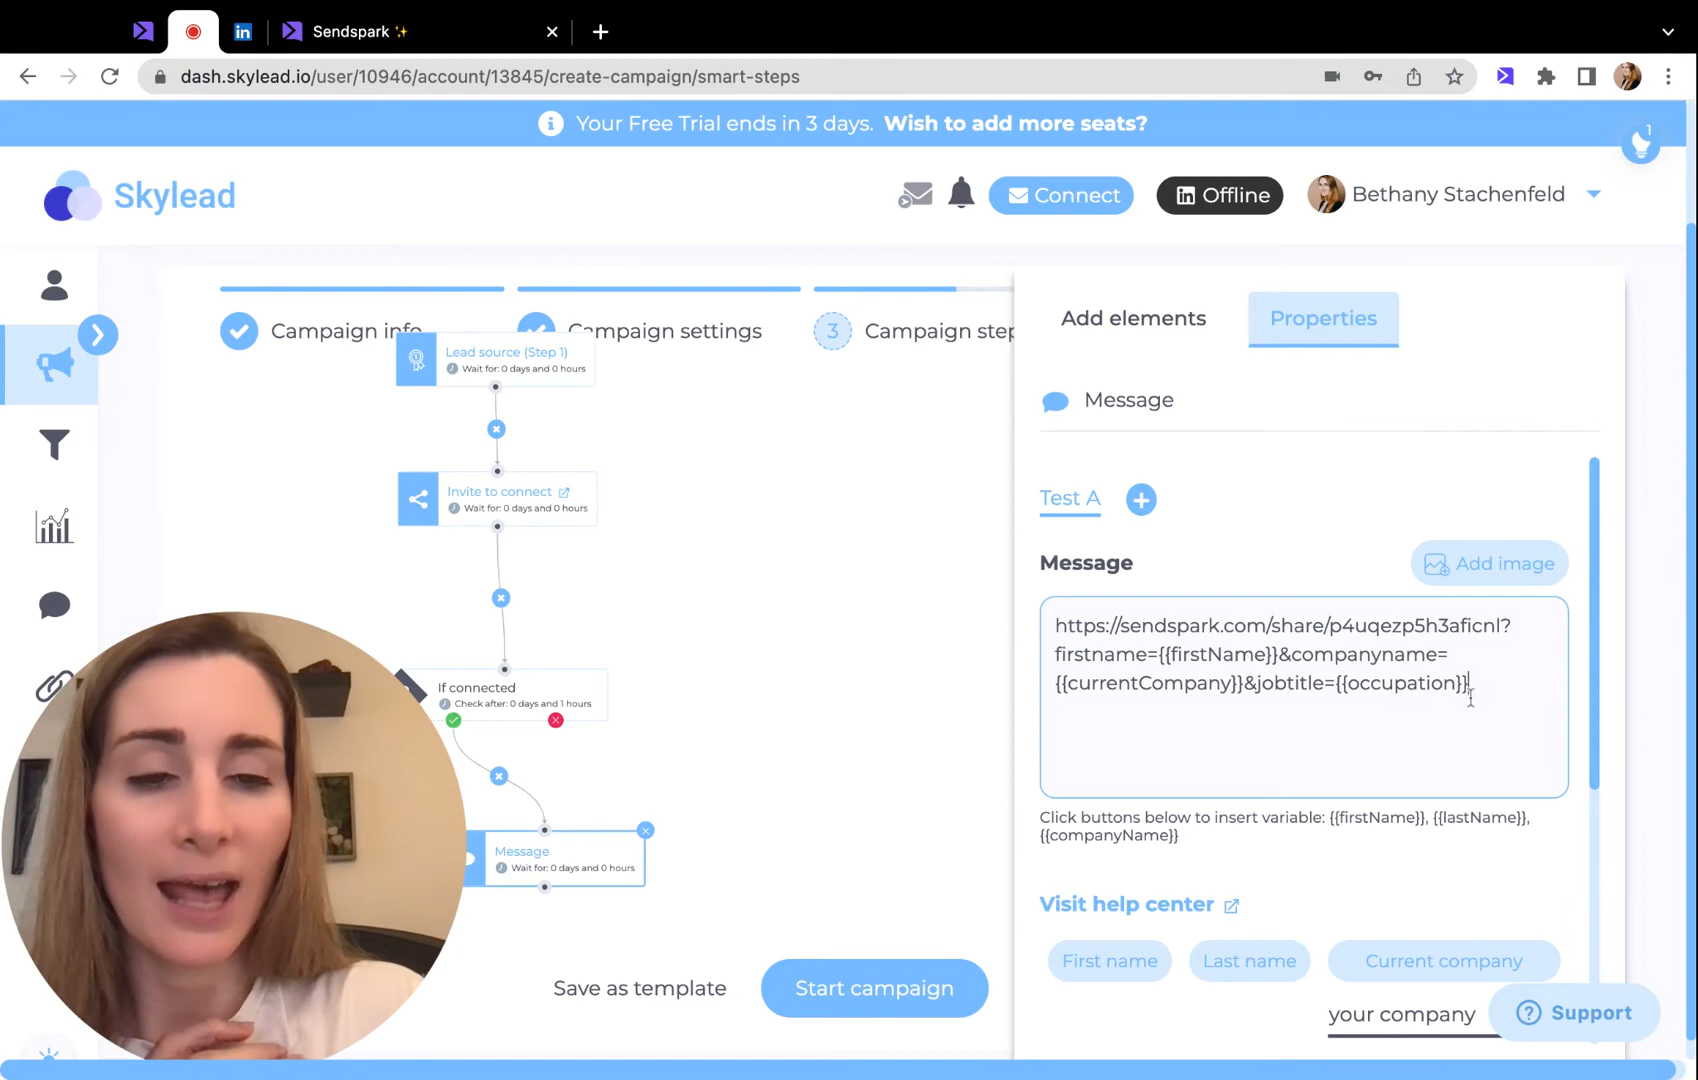 Sendspark ✨
dash.skylead.io/user/10946/account/13845/create-campaign/smart-steps
Your Free Trial ends in 3 days. Wish to add more seats?
1
Skylead
Connect
Offline
Bethany Stachenfeld
Campaign info
Campaign settings
3
Campaign step
Add elements
Properties
Lead source (Step 1)
Wait for: 0 days and 0 hours
Invite to connect
Wait for: 0 days and 0 hours
If connected
Check after: 0 days and 1 hours
Message
Wait for: 0 days and 0 hours
Save as template
Start campaign
Message
Test A
Message
Add image
https://sendspark.com/share/p4uqezp5h3aficnl?
firstname={{firstName}}&companyname=
{{currentCompany}}&jobtitle={{occupation}}
Click buttons below to insert variable: {{firstName}}, {{lastName}},
{{companyName}}
Visit help center
First name
Last name
Current company
your company
Support